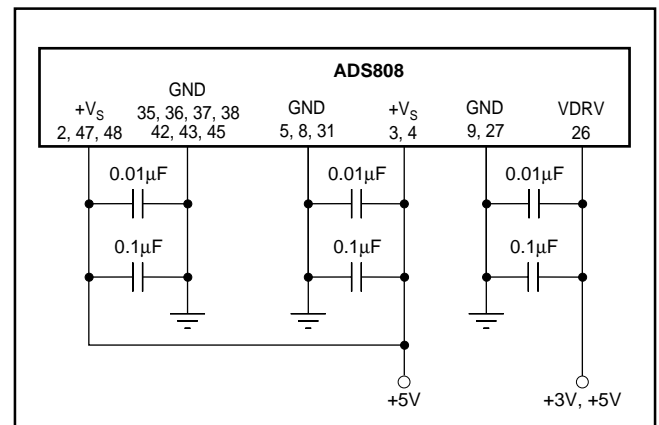 ADS808
+VS
2, 47, 48
GND
35, 36, 37, 38
42, 43, 45
GND
5, 8, 31
+VS
3, 4
GND
9, 27
VDRV
26
0.01μF
0.01μF
0.01μF
0.1μF
0.1μF
0.1μF
+5V
+3V, +5V